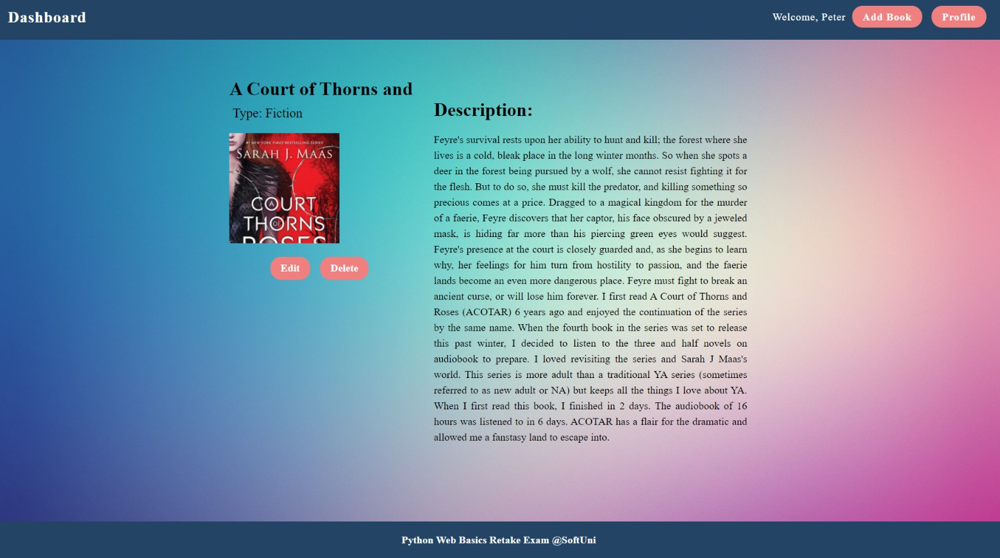 Dashboard
Welcome, Peter
Add Book
Profile
A Court of Thorns and
Type: Fiction
#1 NEW YORK TIMES BESTSELLING SERIES
SARAH J. MAAS
A
COURT
OF
THORNS
ROSES
Edit
Delete
Description:
Feyre's survival rests upon her ability to hunt and kill; the forest where she
lives is a cold, bleak place in the long winter months. So when she spots a
deer in the forest being pursued by a wolf, she cannot resist fighting it for
the flesh. But to do so, she must kill the predator, and killing something so
precious comes at a price. Dragged to a magical kingdom for the murder
of a faerie, Feyre discovers that her captor, his face obscured by a jeweled
mask, is hiding far more than his piercing green eyes would suggest.
Feyre's presence at the court is closely guarded and, as she begins to learn
why, her feelings for him turn from hostility to passion, and the faerie
lands become an even more dangerous place. Feyre must fight to break an
ancient curse, or will lose him forever. I first read A Court of Thorns and
Roses (ACOTAR) 6 years ago and enjoyed the continuation of the series
by the same name. When the fourth book in the series was set to release
this past winter, I decided to listen to the three and half novels on
audiobook to prepare. I loved revisiting the series and Sarah J Maas's
world. This series is more adult than a traditional YA series (sometimes
referred to as new adult or NA) but keeps all the things I love about YA.
When I first read this book, I finished in 2 days. The audiobook of 16
hours was listened to in 6 days. ACOTAR has a flair for the dramatic and
allowed me a fanstasy land to escape into.
Python Web Basics Retake Exam @SoftUni